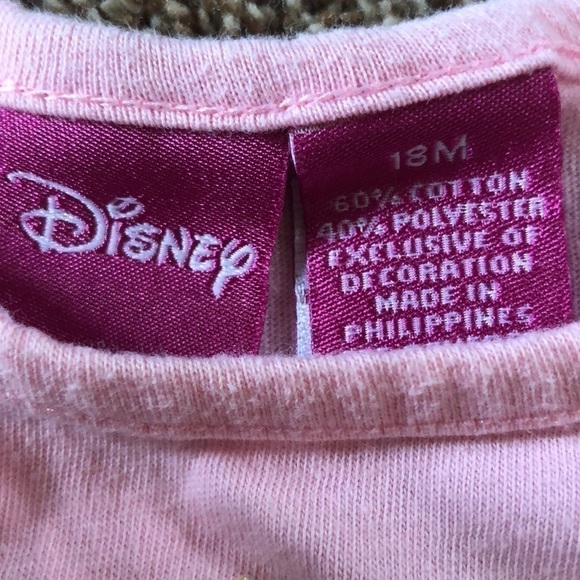 Disney
18M
60% COTTON
40% POLYESTER
EXCLUSIVE OF
DECORATION
MADE IN
PHILIPPINES